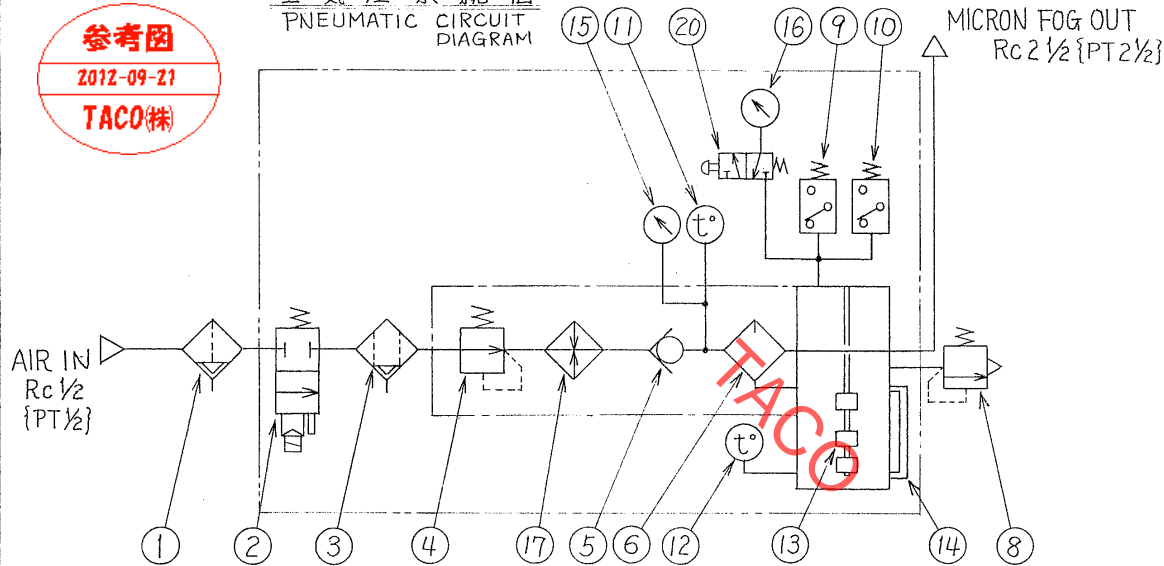 参考図
2012-09-21
TACO(株)
PNEUMATIC CIRCUIT
DIAGRAM
15 11 20 16 9 10
MICRON FOG OUT
Rc 2 1/2 {PT 2 1/2}
t°
AIR IN
Rc 1/2
{PT 1/2}
TACO
t°
1 2 3 4 17 5 6 12 13 14 8